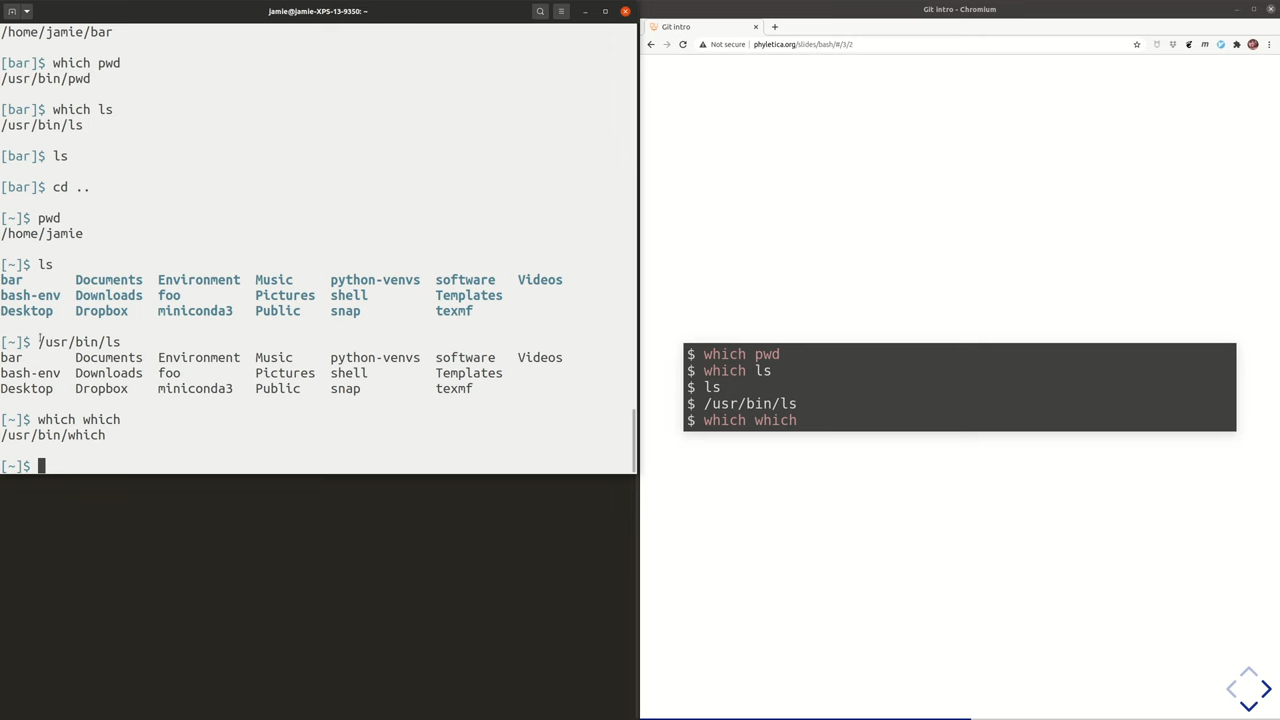 jamie@jamie-XPS-13-9350: ~
/home/jamie/bar
[bar]$ which pwd
/usr/bin/pwd
[bar]$ which ls
/usr/bin/ls
[bar]$ ls
[bar]$ cd ..
[~]$ pwd
/home/jamie
[~]$ ls
bar Documents Environment Music python-venvs software Videos
bash-env Downloads foo Pictures shell Templates
Desktop Dropbox miniconda3 Public snap texmf
[~]$ /usr/bin/ls
bar Documents Environment Music python-venvs software Videos
bash-env Downloads foo Pictures shell Templates
Desktop Dropbox miniconda3 Public snap texmf
[~]$ which which
/usr/bin/which
[~]$
Git intro - Chromium
Git intro
Not secure phyletica.org/slides/bash/#/3/2
$ which pwd
$ which ls
$ ls
$ /usr/bin/ls
$ which which